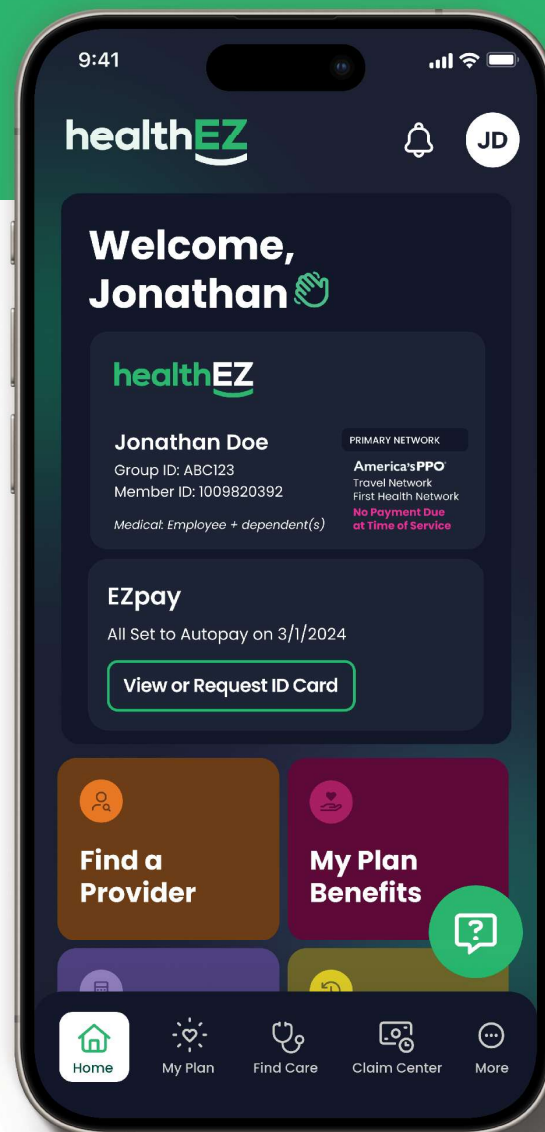 9:41
healthEZ
JD
Welcome,
Jonathan
healthEZ
Jonathan Doe
Group ID: ABC123
Member ID: 1009820392
Medical: Employee + dependent(s)
PRIMARY NETWORK
America's PPO
Travel Network
First Health Network
No Payment Due
at Time of Service
EZpay
All Set to Autopay on 3/1/2024
View or Request ID Card
Find a
Provider
My Plan
Benefits
?
Home
My Plan
Find Care
Claim Center
More